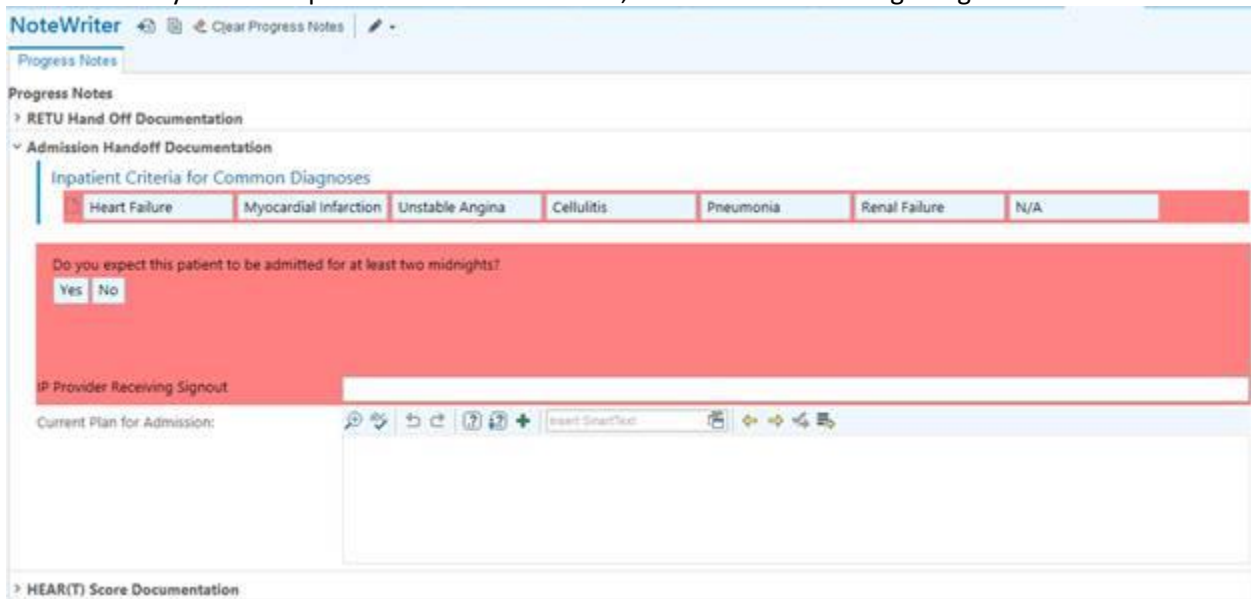 NoteWriter Clear Progress Notes
Progress Notes
Progress Notes
> RETU Hand Off Documentation
Admission Handoff Documentation
Inpatient Criteria for Common Diagnoses
Heart Failure Myocardial Infarction Unstable Angina Cellulitis Pneumonia Renal Failure N/A
Do you expect this patient to be admitted for at least two midnights?
Yes No
IP Provider Receiving Signout
Current Plan for Admission: Insert SmartText
> HEAR(T) Score Documentation